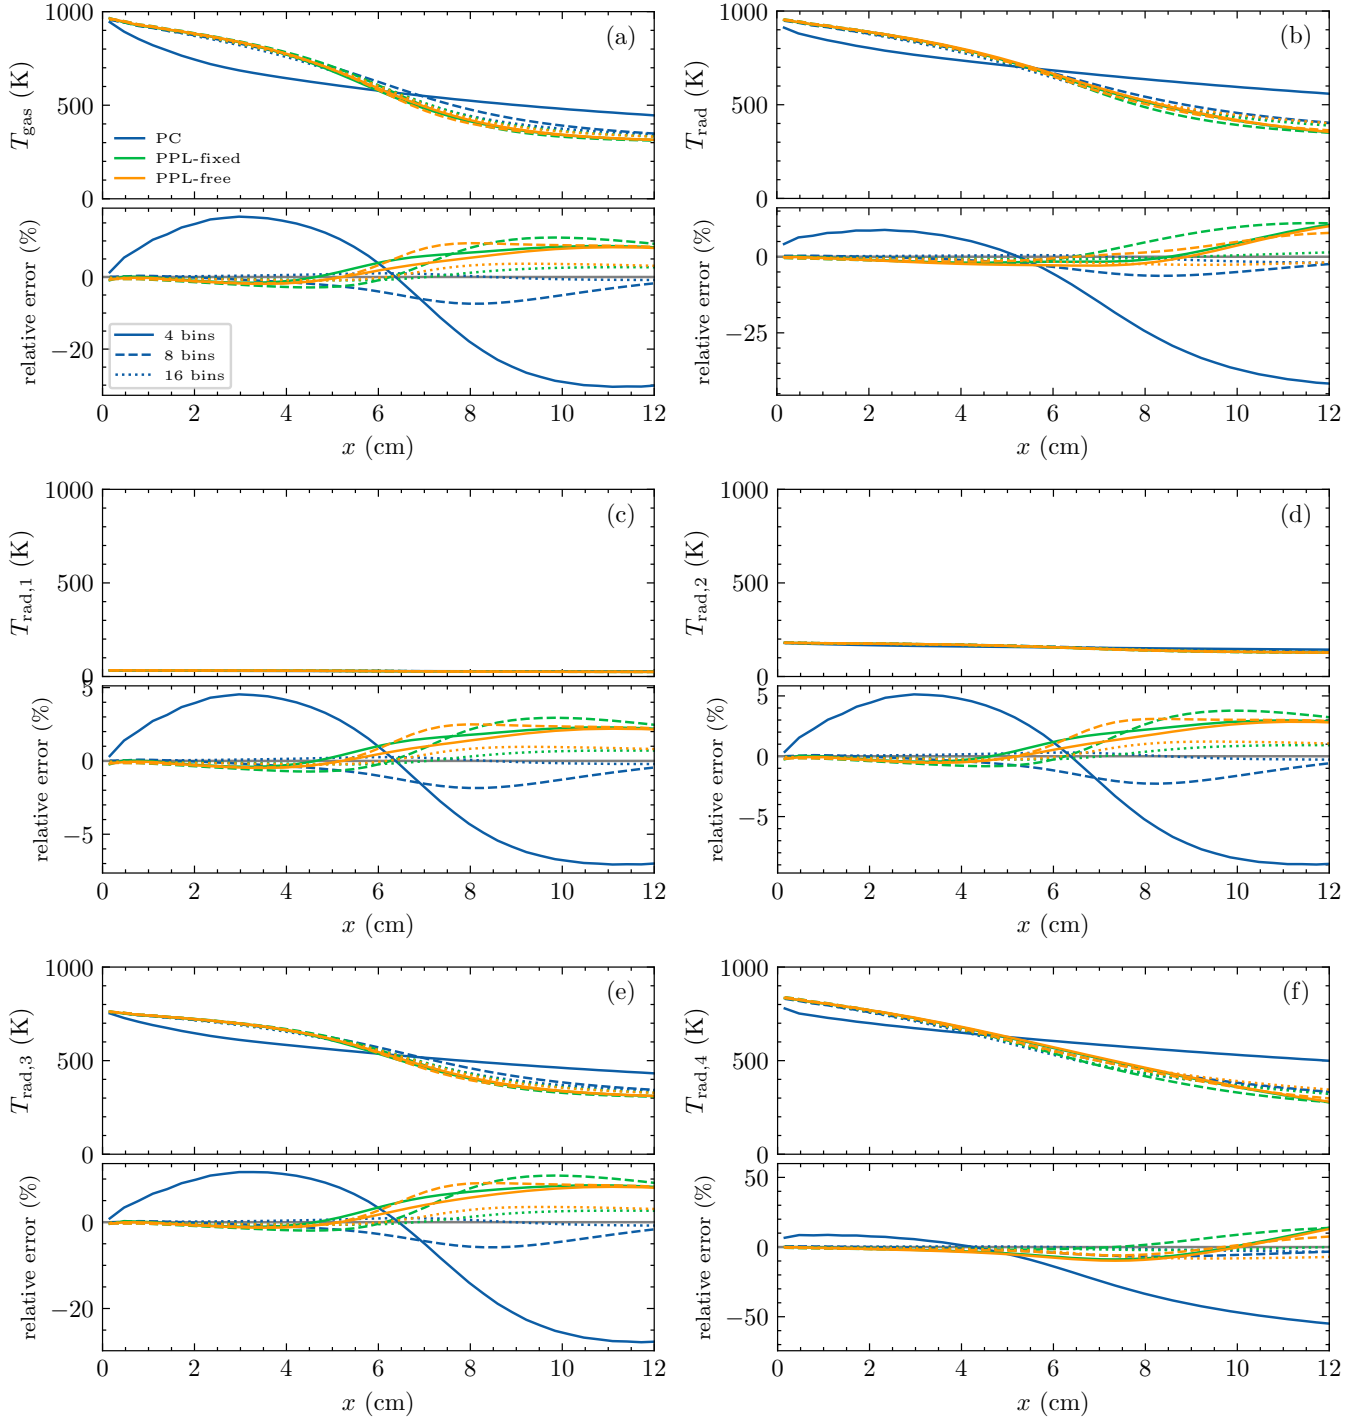 (a)
T_gas (K)
1000
500
0
PC
PPL-fixed
PPL-free
relative error (%)
0
−20
4 bins
8 bins
16 bins
0 2 4 6 8 10 12
x (cm)
(b)
T_rad (K)
1000
500
0
relative error (%)
0
−25
0 2 4 6 8 10 12
x (cm)
(c)
T_rad,1 (K)
1000
500
0
relative error (%)
5
0
−5
0 2 4 6 8 10 12
x (cm)
(d)
T_rad,2 (K)
1000
500
0
relative error (%)
5
0
−5
0 2 4 6 8 10 12
x (cm)
(e)
T_rad,3 (K)
1000
500
0
relative error (%)
0
−20
0 2 4 6 8 10 12
x (cm)
(f)
T_rad,4 (K)
1000
500
0
relative error (%)
50
0
−50
0 2 4 6 8 10 12
x (cm)